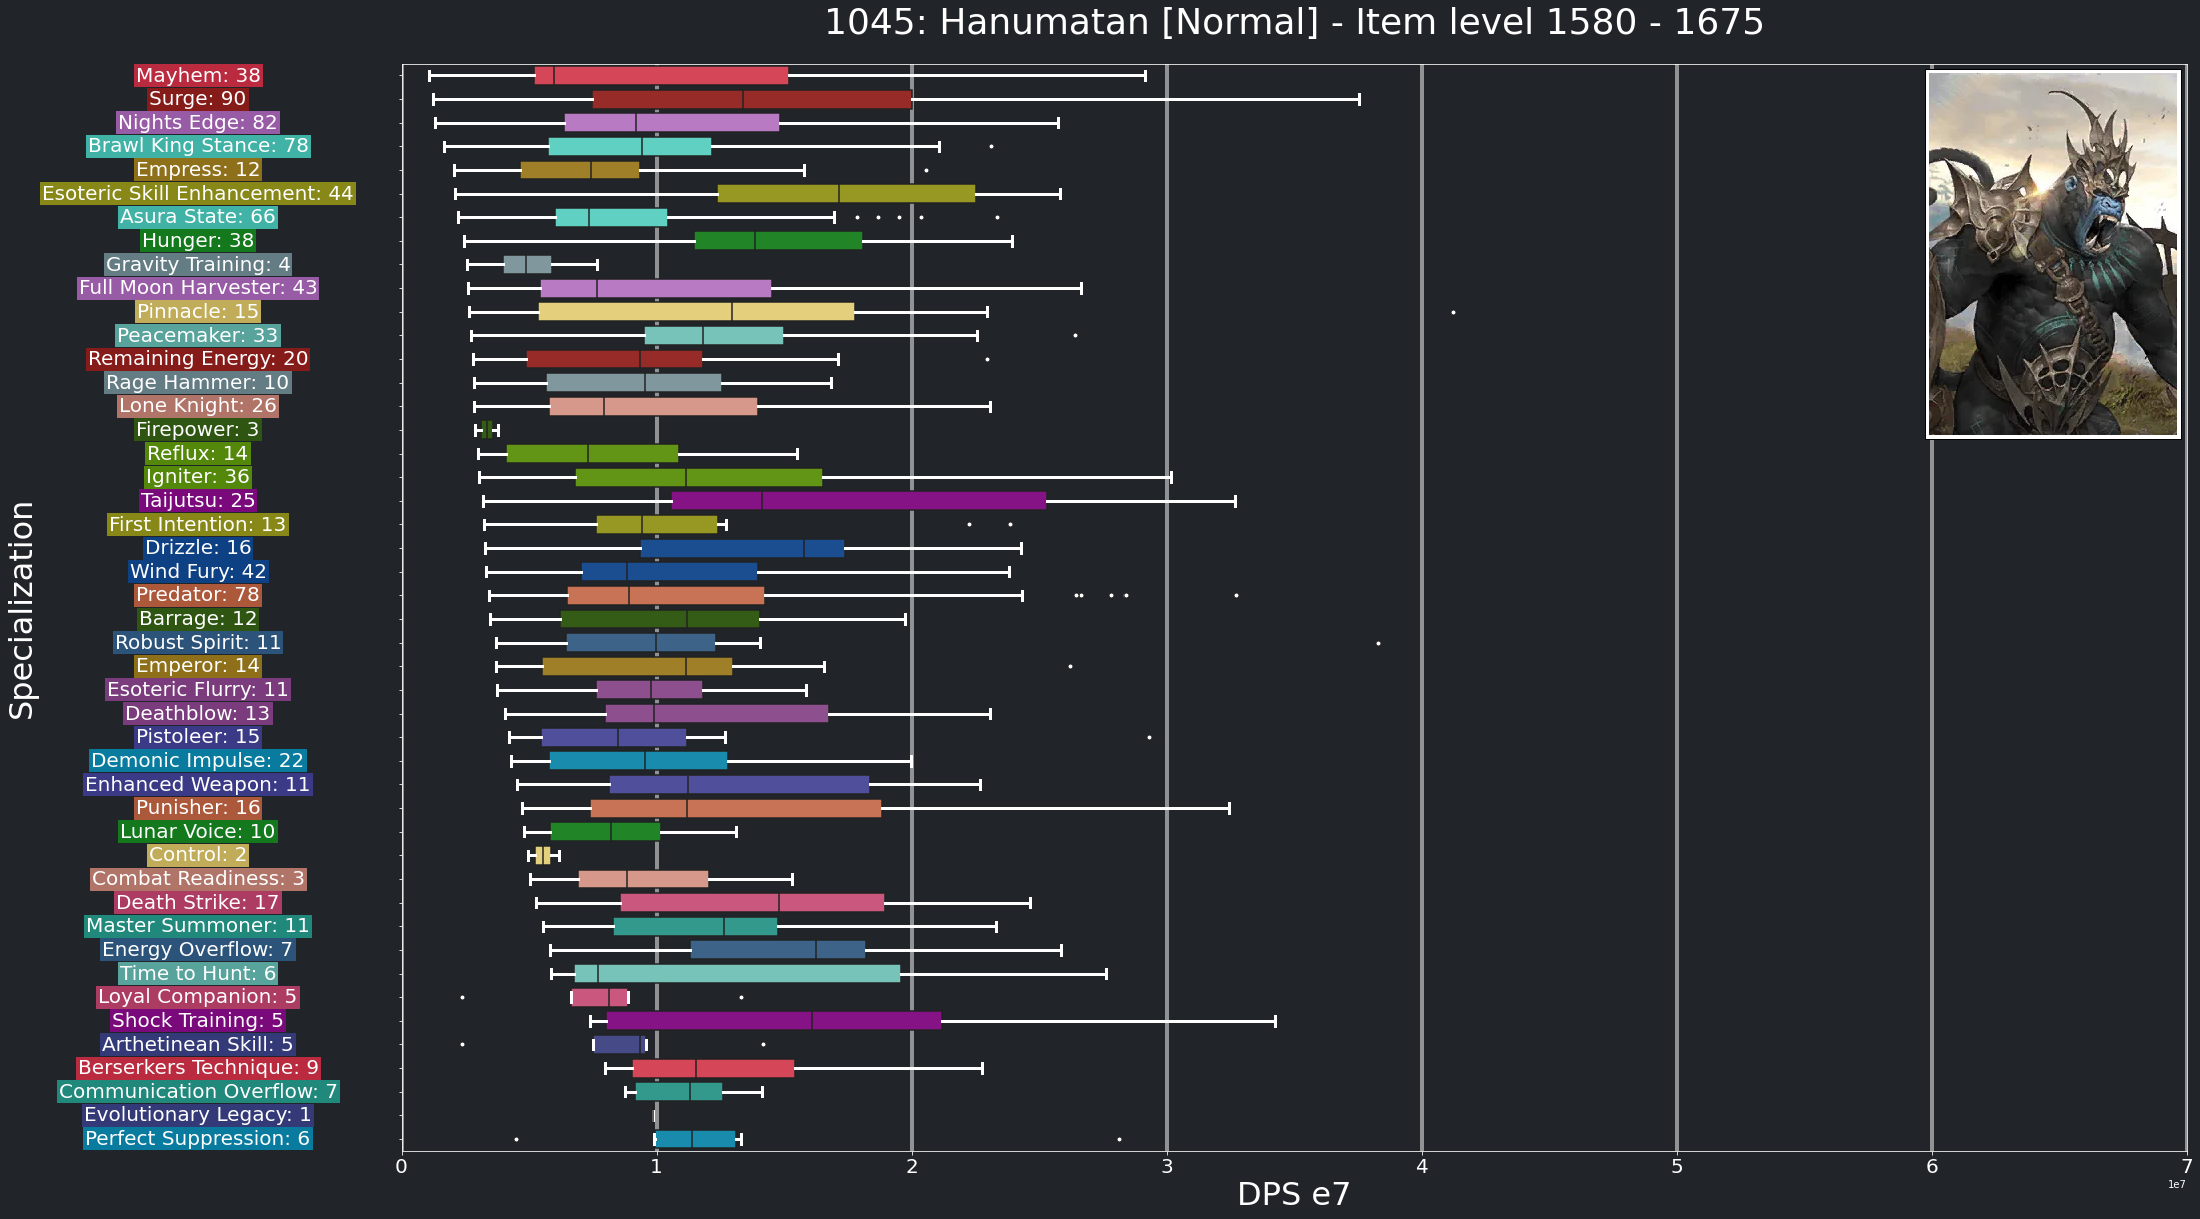 1045: Hanumatan [Normal] - Item level 1580 - 1675
Specialization
Mayhem: 38
Surge: 90
Nights Edge: 82
Brawl King Stance: 78
Empress: 12
Esoteric Skill Enhancement: 44
Asura State: 66
Hunger: 38
Gravity Training: 4
Full Moon Harvester: 43
Pinnacle: 15
Peacemaker: 33
Remaining Energy: 20
Rage Hammer: 10
Lone Knight: 26
Firepower: 3
Reflux: 14
Igniter: 36
Taijutsu: 25
First Intention: 13
Drizzle: 16
Wind Fury: 42
Predator: 78
Barrage: 12
Robust Spirit: 11
Emperor: 14
Esoteric Flurry: 11
Deathblow: 13
Pistoleer: 15
Demonic Impulse: 22
Enhanced Weapon: 11
Punisher: 16
Lunar Voice: 10
Control: 2
Combat Readiness: 3
Death Strike: 17
Master Summoner: 11
Energy Overflow: 7
Time to Hunt: 6
Loyal Companion: 5
Shock Training: 5
Arthetinean Skill: 5
Berserkers Technique: 9
Communication Overflow: 7
Evolutionary Legacy: 1
Perfect Suppression: 6
0 1 2 3 4 5 6 7
1e7
DPS e7